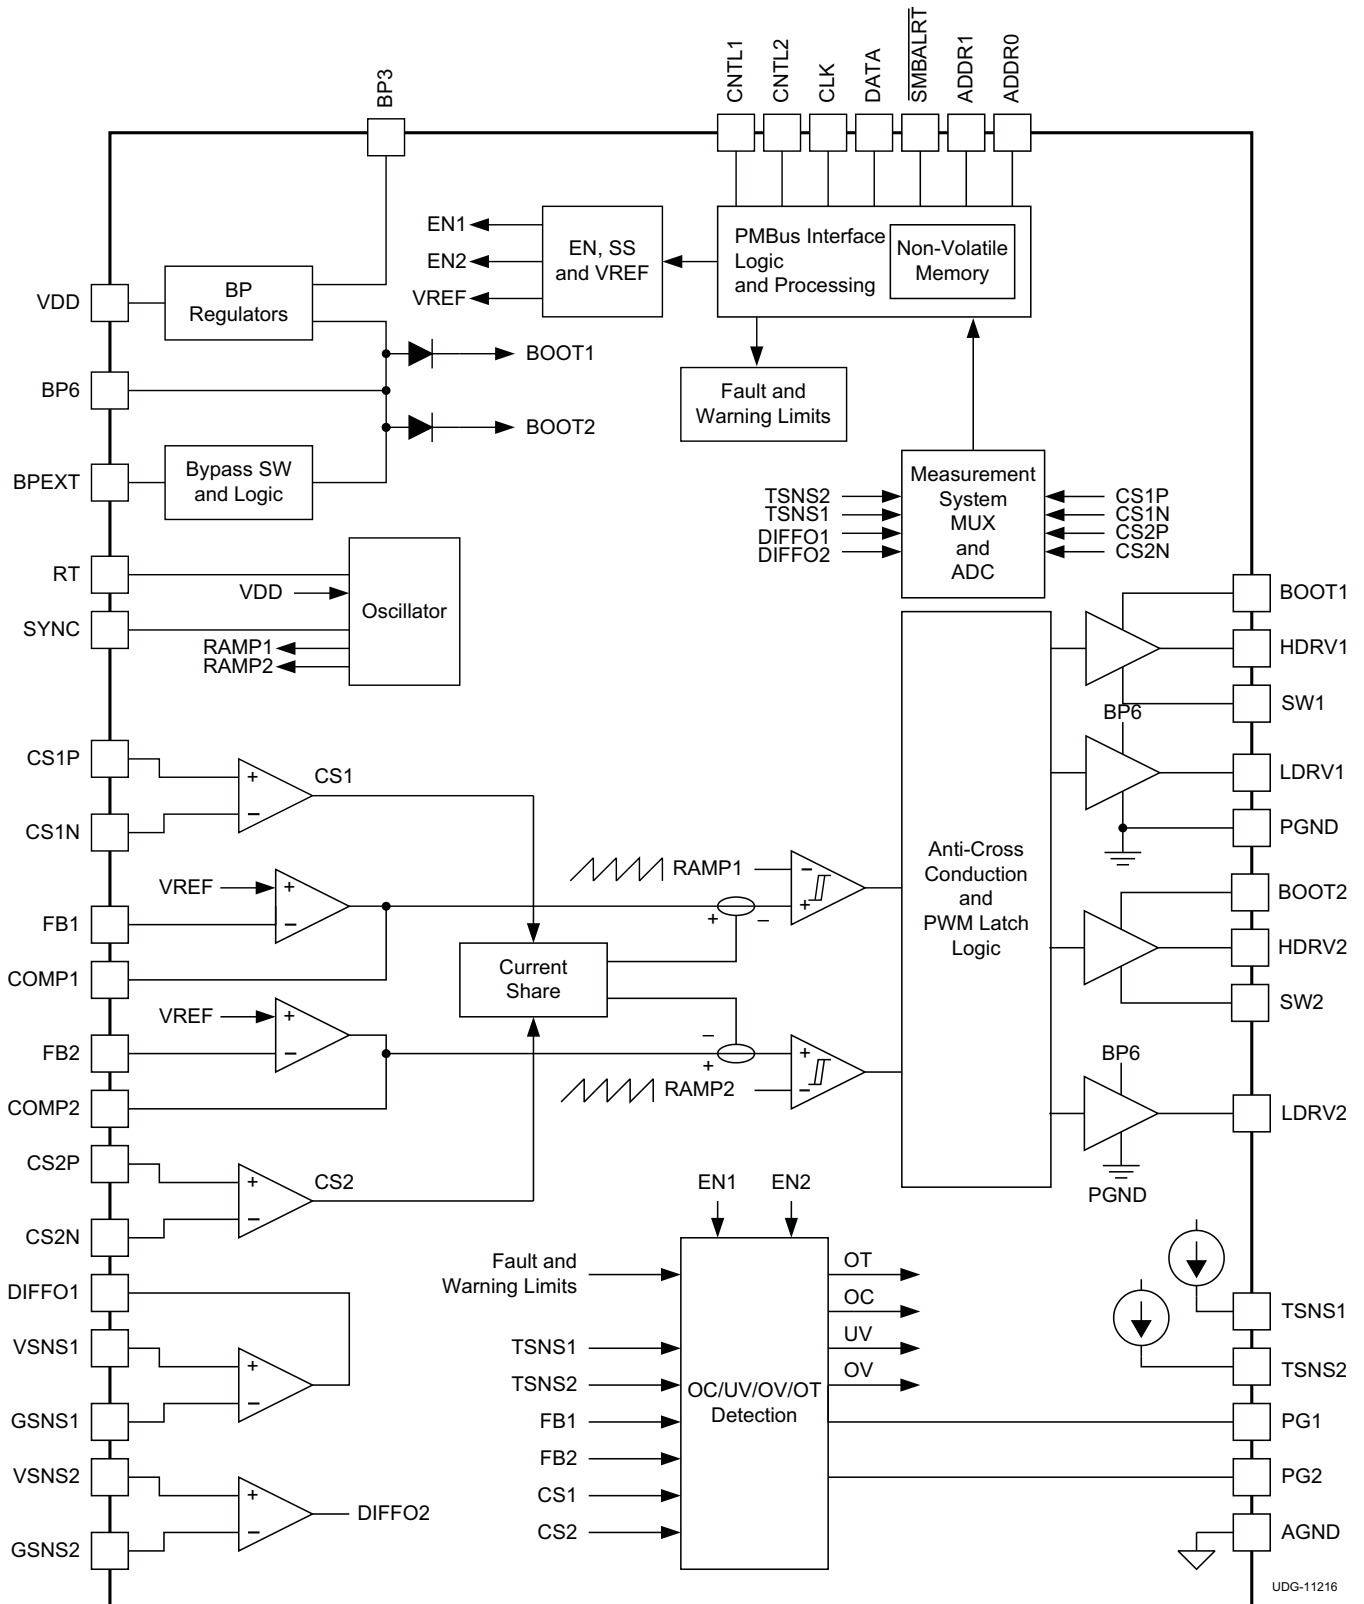 BP3
CNTL1
CNTL2
CLK
DATA
SMBALRT
ADDR1
ADDR0
EN1
EN2
VREF
EN, SS
and VREF
PMBus Interface
Logic
and Processing
Non-Volatile
Memory
VDD
BP
Regulators
BOOT1
BP6
BOOT2
Fault and
Warning Limits
BPEXT
Bypass SW
and Logic
TSNS2
TSNS1
DIFFO1
DIFFO2
Measurement
System
MUX
and
ADC
CS1P
CS1N
CS2P
CS2N
RT
VDD
SYNC
RAMP1
RAMP2
Oscillator
BOOT1
HDRV1
SW1
BP6
LDRV1
PGND
CS1P
+
−
CS1
CS1N
VREF
+
−
FB1
COMP1
RAMP1
−
+
+
−
Current
Share
Anti-Cross
Conduction
and
PWM Latch
Logic
BOOT2
HDRV2
SW2
VREF
+
−
FB2
COMP2
−
+
+
−
RAMP2
BP6
LDRV2
PGND
CS2P
+
−
CS2
CS2N
EN1
EN2
DIFFO1
VSNS1
+
−
GSNS1
VSNS2
+
−
DIFFO2
GSNS2
Fault and
Warning Limits
TSNS1
TSNS2
FB1
FB2
CS1
CS2
OC/UV/OV/OT
Detection
OT
OC
UV
OV
TSNS1
TSNS2
PG1
PG2
AGND
UDG-11216